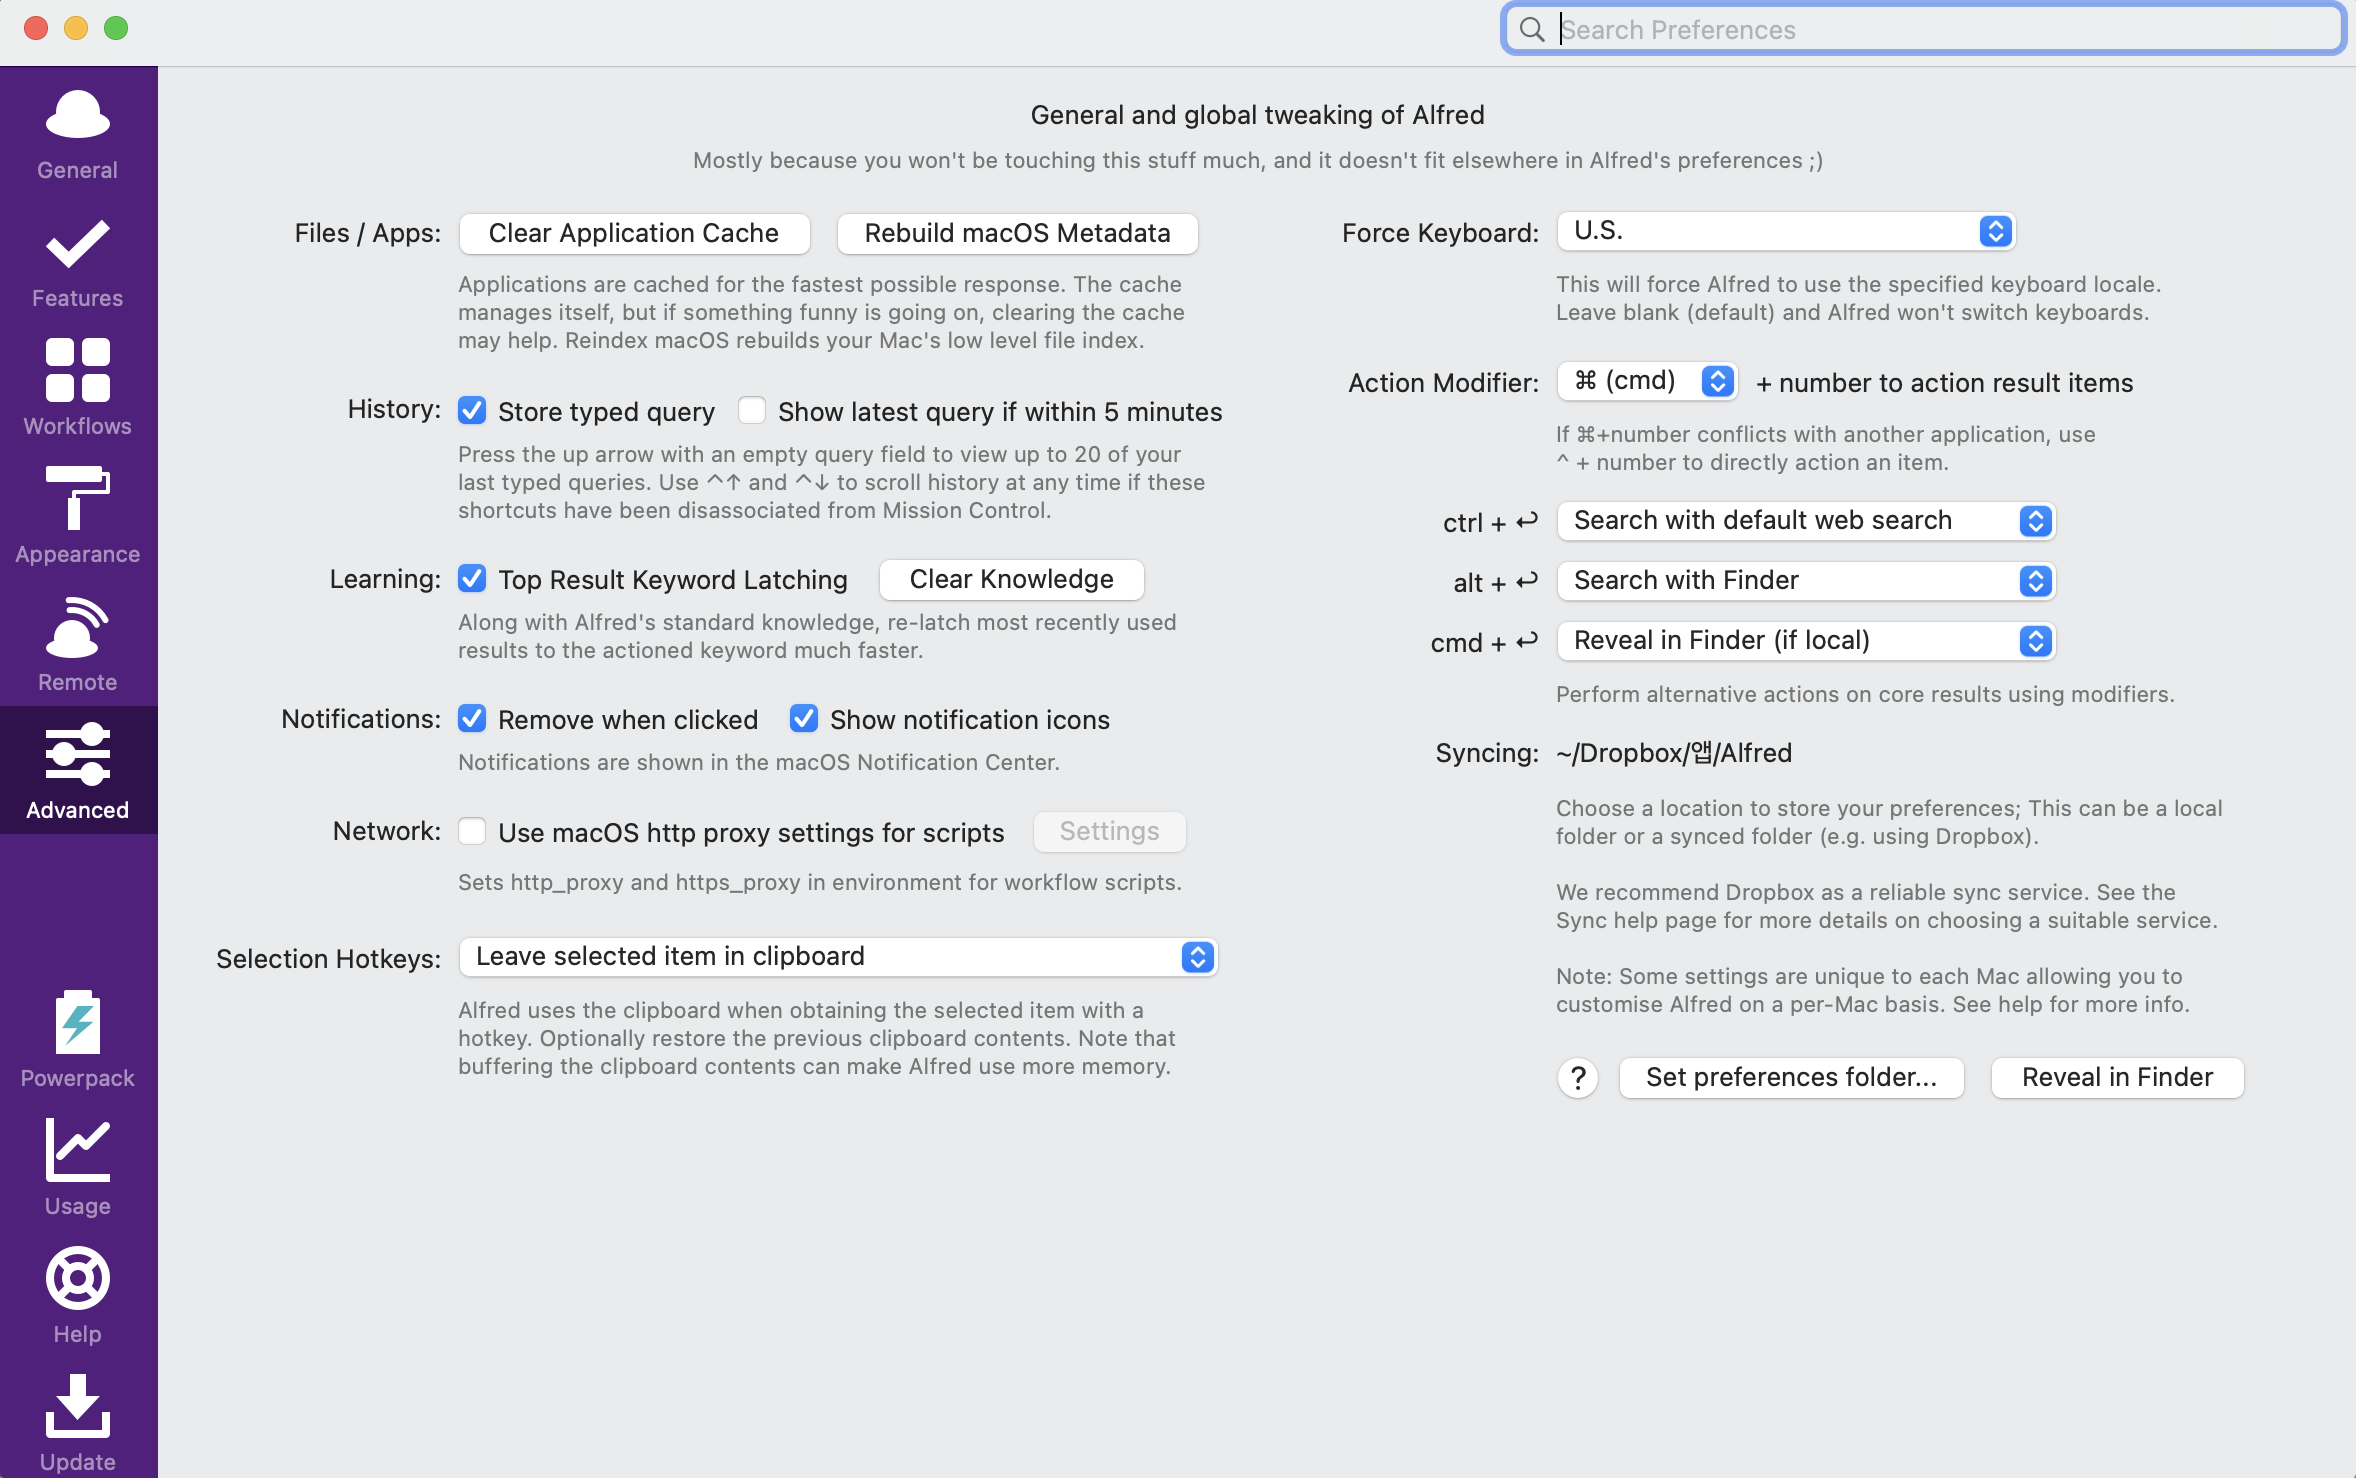 Search Preferences
General
Features
Workflows
Appearance
Remote
Advanced
Powerpack
Usage
Help
Update
General and global tweaking of Alfred
Mostly because you won't be touching this stuff much, and it doesn't fit elsewhere in Alfred's preferences ;)
Files / Apps: Clear Application Cache Rebuild macOS Metadata
Applications are cached for the fastest possible response. The cache
manages itself, but if something funny is going on, clearing the cache
may help. Reindex macOS rebuilds your Mac's low level file index.
History: Store typed query Show latest query if within 5 minutes
Press the up arrow with an empty query field to view up to 20 of your
last typed queries. Use ^↑ and ^↓ to scroll history at any time if these
shortcuts have been disassociated from Mission Control.
Learning: Top Result Keyword Latching Clear Knowledge
Along with Alfred's standard knowledge, re-latch most recently used
results to the actioned keyword much faster.
Notifications: Remove when clicked Show notification icons
Notifications are shown in the macOS Notification Center.
Network: Use macOS http proxy settings for scripts Settings
Sets http_proxy and https_proxy in environment for workflow scripts.
Selection Hotkeys: Leave selected item in clipboard
Alfred uses the clipboard when obtaining the selected item with a
hotkey. Optionally restore the previous clipboard contents. Note that
buffering the clipboard contents can make Alfred use more memory.
Force Keyboard: U.S.
This will force Alfred to use the specified keyboard locale.
Leave blank (default) and Alfred won't switch keyboards.
Action Modifier: ⌘ (cmd) + number to action result items
If ⌘+number conflicts with another application, use
^ + number to directly action an item.
ctrl + ↩ Search with default web search
alt + ↩ Search with Finder
cmd + ↩ Reveal in Finder (if local)
Perform alternative actions on core results using modifiers.
Syncing: ~/Dropbox/앱/Alfred
Choose a location to store your preferences; This can be a local
folder or a synced folder (e.g. using Dropbox).
We recommend Dropbox as a reliable sync service. See the
Sync help page for more details on choosing a suitable service.
Note: Some settings are unique to each Mac allowing you to
customise Alfred on a per-Mac basis. See help for more info.
? Set preferences folder... Reveal in Finder